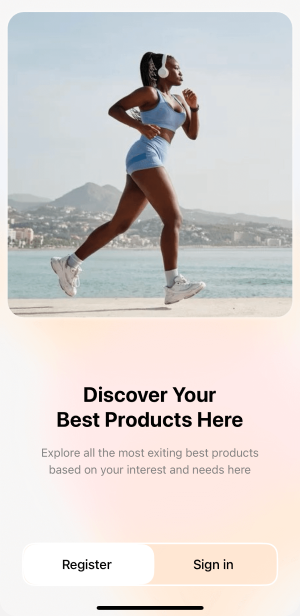 Discover Your
Best Products Here
Explore all the most exiting best products
based on your interest and needs here
Register
Sign in